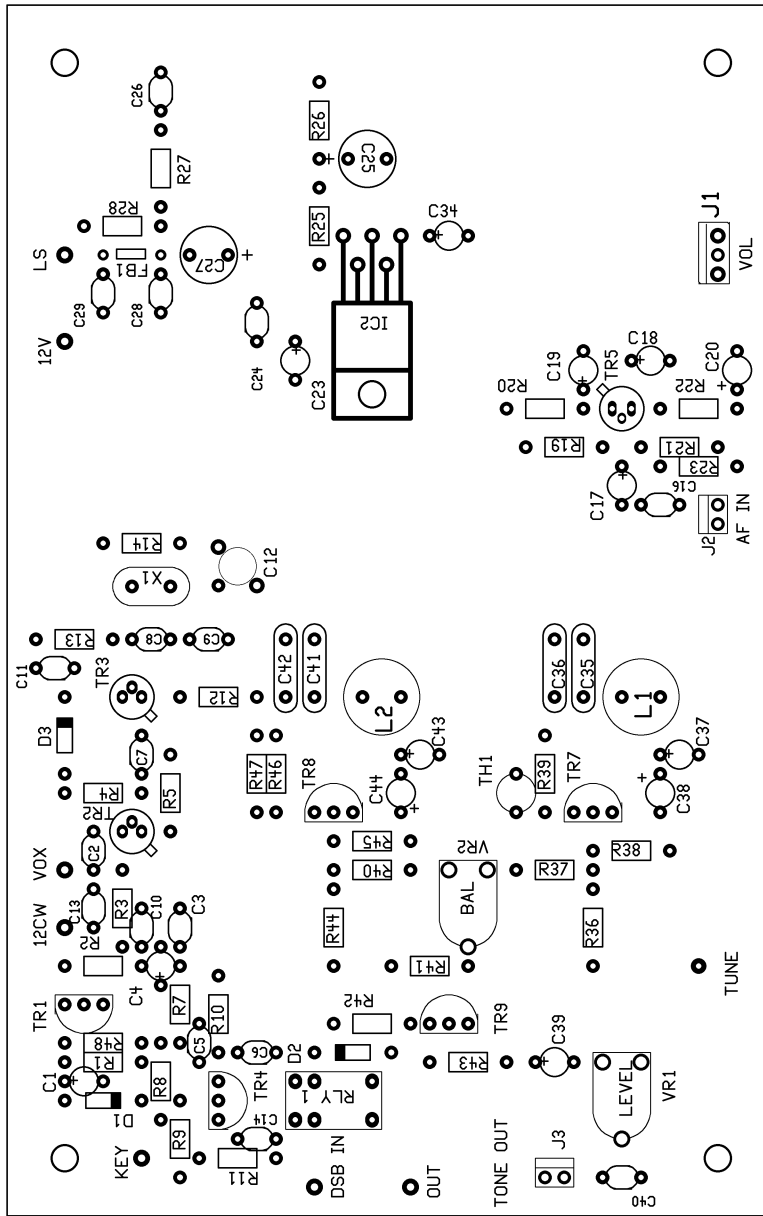 C26
R27
R26
C25
R28
R25
C34
J1
LS
FB1
C27
VOL
C29
C28
IC2
12V
C24
C23
C19
C18
TR5
C20
R20
R22
R19
R21
R23
C17
C16
J2
AF IN
R14
X1
C12
R13
C8
C9
C11
TR3
R12
C42
C41
C36
C35
L2
L1
D3
C7
C43
C37
R4
R5
R47
R46
TR8
C44
TH1
R39
TR7
C38
TR2
C2
R45
VR2
R38
VOX
R40
R37
C13
R3
C10
C3
BAL
12CW
R2
R44
R36
C4
R41
TUNE
TR1
R7
R10
R42
TR9
R48
C5
R1
C6
D2
R43
C39
C1
R8
TR4
RLY 1
LEVEL
VR1
D1
R9
C14
KEY
R11
DSB IN
OUT
TONE OUT
J3
C40